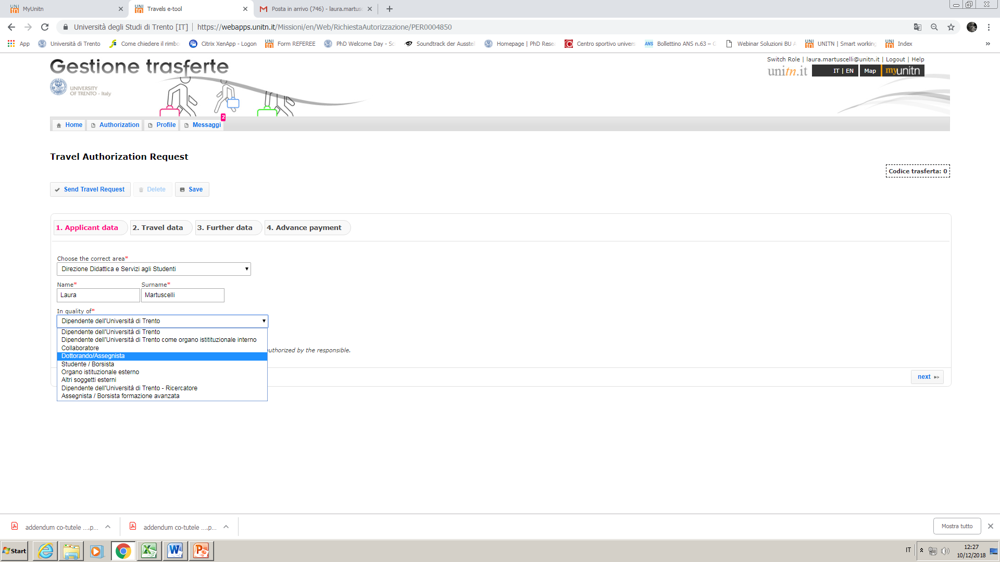 MyUnitn
Travels e-tool
Posta in arrivo (746) - laura.martusc
Università degli Studi di Trento [IT] | https://webapps.unitn.it/Missioni/en/Web/RichiestaAutorizzazione/PER0004850
App
Università di Trento
Come chiedere il rimbo
Citrix XenApp - Logon
Form REFEREE
PhD Welcome Day - Sc
Soundtrack der Ausstel
Homepage | PhD Rese
Centro sportivo univers
ANS Bollettino ANS n.63 – G
Webinar Soluzioni BU A
UNITN | Smart working
Index
»
Gestione trasferte
UNIVERSITY
OF TRENTO - Italy
Switch Role | laura.martuscelli@unitn.it | Logout | Help
unitn.it
IT | EN
Map
myunitn
Home
Authorization
Profile
Messaggi
2
Travel Authorization Request
Codice trasferta: 0
Send Travel Request
Delete
Save
1. Applicant data
2. Travel data
3. Further data
4. Advance payment
Choose the correct area*
Direzione Didattica e Servizi agli Studenti
Name*
Surname*
Laura
Martuscelli
In quality of*
Dipendente dell'Università di Trento
Dipendente dell'Università di Trento
Dipendente dell'Università di Trento come organo istitituzionale interno
Collaboratore
uthorized by the responsible.
Dottorando/Assegnista
Studente / Borsista
Organo istituzionale esterno
Altri soggetti esterni
Dipendente dell'Università di Trento - Ricercatore
Assegnista / Borsista formazione avanzata
next
addendum co-tutele ....p...
addendum co-tutele ....p...
Mostra tutto
Start
IT
12:27
10/12/2018